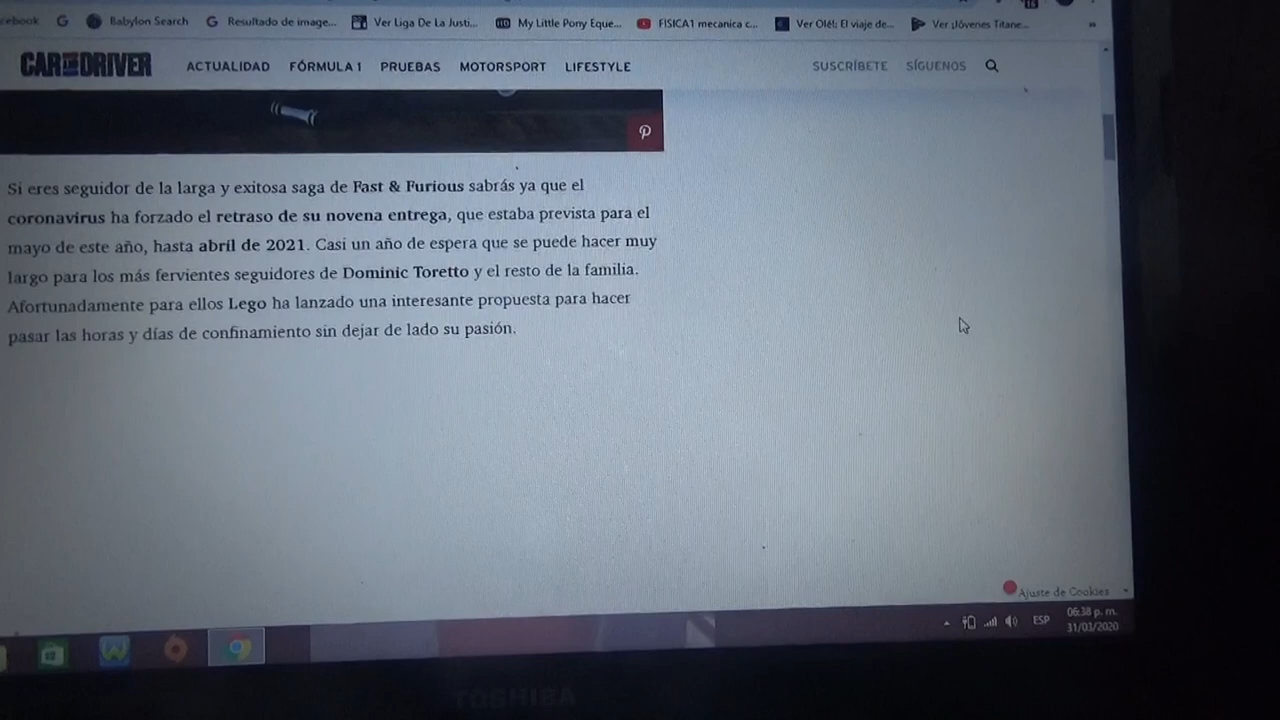 cebook G Babylon Search G Resultado de image... Ver Liga De La Justi... My Little Pony Eque... FISICA1 mecanica c... Ver Olé!: El viaje de... Ver ¡Jóvenes Titane... »
CAR AND DRIVER ACTUALIDAD FÓRMULA 1 PRUEBAS MOTORSPORT LIFESTYLE SUSCRÍBETE SÍGUENOS
Si eres seguidor de la larga y exitosa saga de Fast & Furious sabrás ya que el
coronavirus ha forzado el retraso de su novena entrega, que estaba prevista para el
mayo de este año, hasta abril de 2021. Casi un año de espera que se puede hacer muy
largo para los más fervientes seguidores de Dominic Toretto y el resto de la familia.
Afortunadamente para ellos Lego ha lanzado una interesante propuesta para hacer
pasar las horas y días de confinamiento sin dejar de lado su pasión.
Ajuste de Cookies
ESP 06:38 p. m.
31/03/2020
TOSHIBA